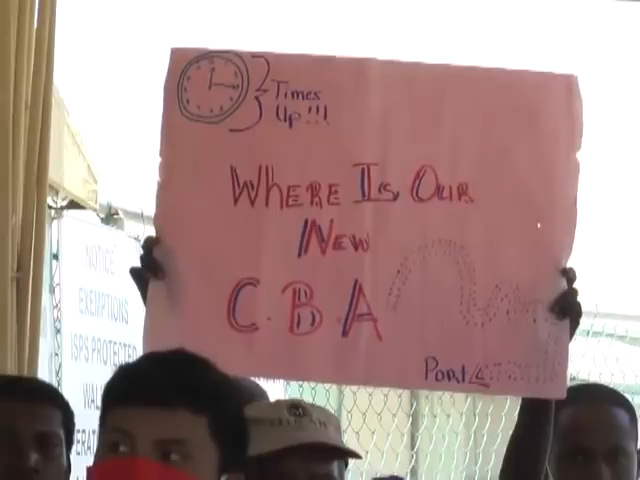 Times
Up!!!
WHERE IS OUR
NEW
C.B.A
Port
NOTICE
EXEMPTIONS
ISPS PROTECTED